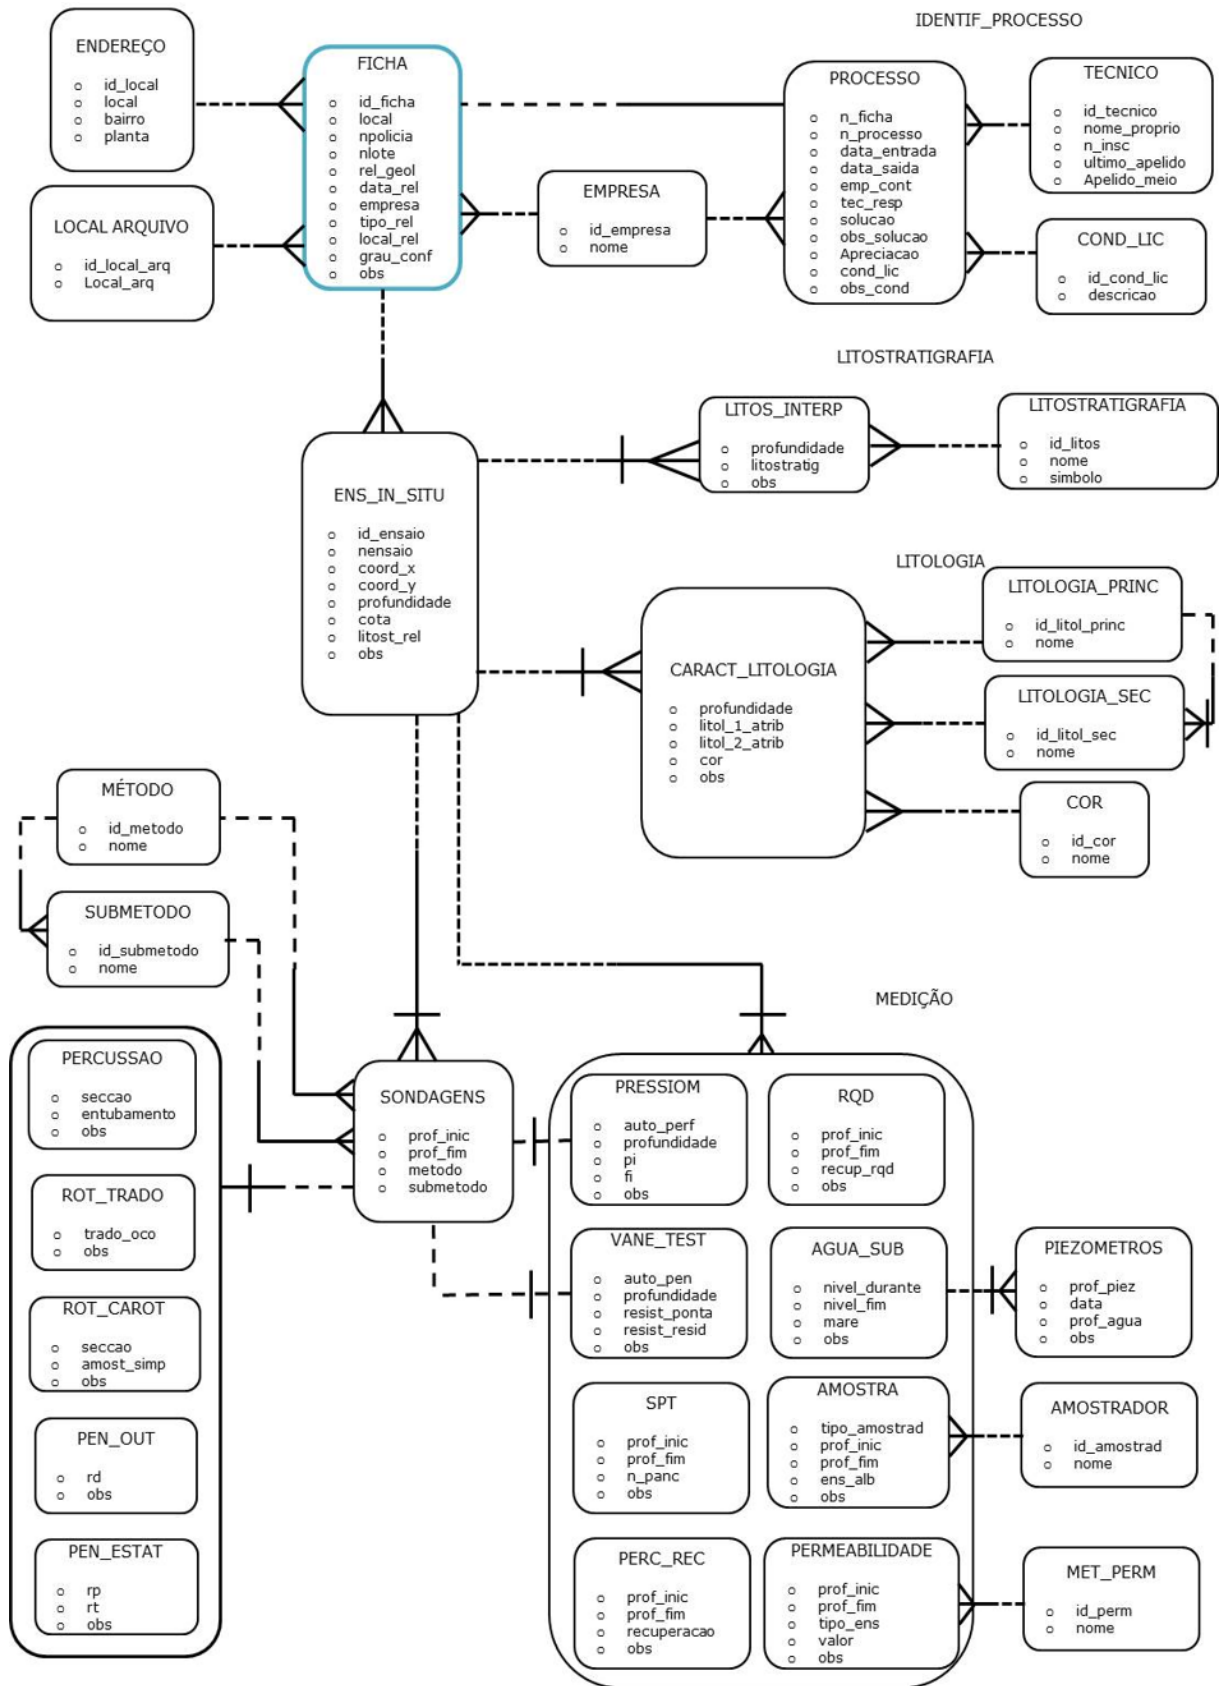 IDENTIF_PROCESSO
ENDEREÇO
id_local
local
bairro
planta
FICHA
id_ficha
local
npolicia
nlote
rel_geol
data_rel
empresa
tipo_rel
local_rel
grau_conf
obs
PROCESSO
n_ficha
n_processo
data_entrada
data_saida
emp_cont
tec_resp
solucao
obs_solucao
Apreciacao
cond_lic
obs_cond
TECNICO
id_tecnico
nome_proprio
n_insc
ultimo_apelido
Apelido_meio
LOCAL ARQUIVO
id_local_arq
Local_arq
EMPRESA
id_empresa
nome
COND_LIC
id_cond_lic
descricao
LITOSTRATIGRAFIA
LITOS_INTERP
profundidade
litostratig
obs
LITOSTRATIGRAFIA
id_litos
nome
simbolo
ENS_IN_SITU
id_ensaio
nensaio
coord_x
coord_y
profundidade
cota
litost_rel
obs
LITOLOGIA
LITOLOGIA_PRINC
id_litol_princ
nome
CARACT_LITOLOGIA
profundidade
litol_1_atrib
litol_2_atrib
cor
obs
LITOLOGIA_SEC
id_litol_sec
nome
COR
id_cor
nome
MÉTODO
id_metodo
nome
SUBMETODO
id_submetodo
nome
MEDIÇÃO
PERCUSSAO
seccao
entubamento
obs
ROT_TRADO
trado_oco
obs
ROT_CAROT
seccao
amost_simp
obs
PEN_OUT
rd
obs
PEN_ESTAT
rp
rt
obs
SONDAGENS
prof_inic
prof_fim
metodo
submetodo
PRESSIOM
auto_perf
profundidade
pi
fi
obs
RQD
prof_inic
prof_fim
recup_rqd
obs
VANE_TEST
auto_pen
profundidade
resist_ponta
resist_resid
obs
AGUA_SUB
nivel_durante
nivel_fim
mare
obs
PIEZOMETROS
prof_piez
data
prof_agua
obs
SPT
prof_inic
prof_fim
n_panc
obs
AMOSTRA
tipo_amostrad
prof_inic
prof_fim
ens_alb
obs
AMOSTRADOR
id_amostrad
nome
PERC_REC
prof_inic
prof_fim
recuperacao
obs
PERMEABILIDADE
prof_inic
prof_fim
tipo_ens
valor
obs
MET_PERM
id_perm
nome